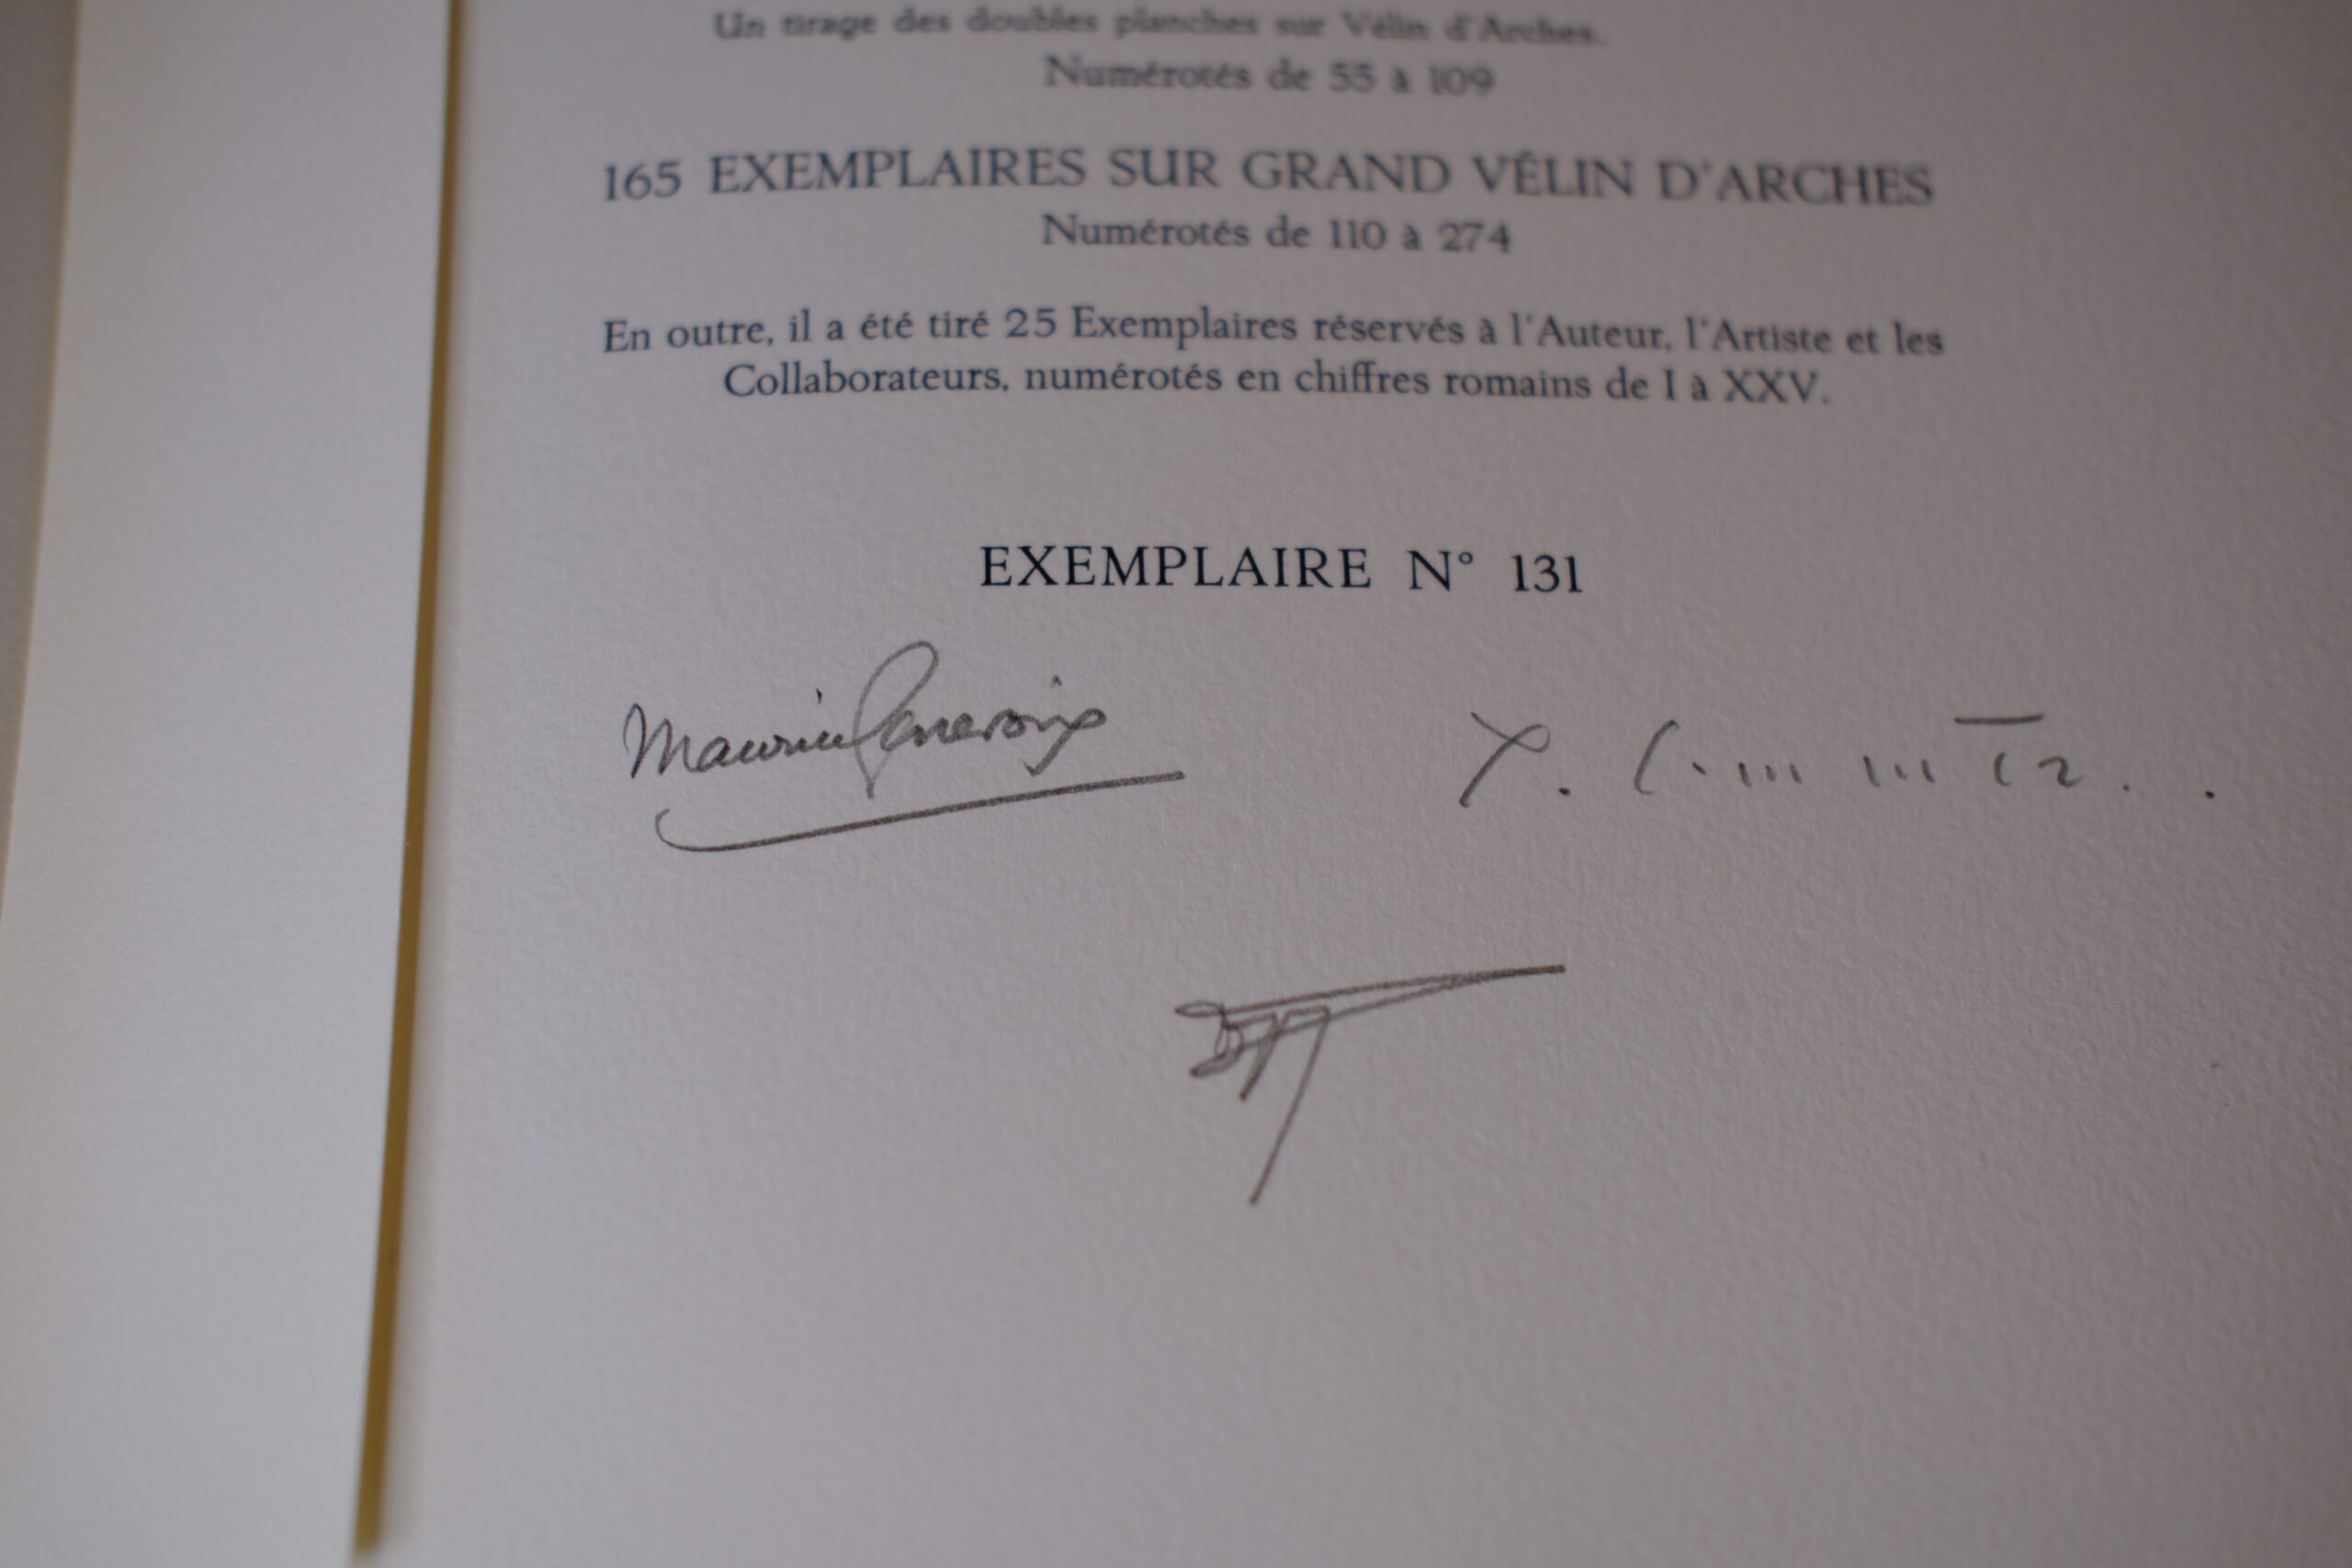 Un tirage des doubles planches sur Vélin d'Arches.
Numérotés de 55 à 109
165 EXEMPLAIRES SUR GRAND VÉLIN D'ARCHES
Numérotés de 110 à 274
En outre, il a été tiré 25 Exemplaires réservés à l'Auteur, l'Artiste et les
Collaborateurs, numérotés en chiffres romains de I à XXV.
EXEMPLAIRE N° 131
Maurice Genevoix